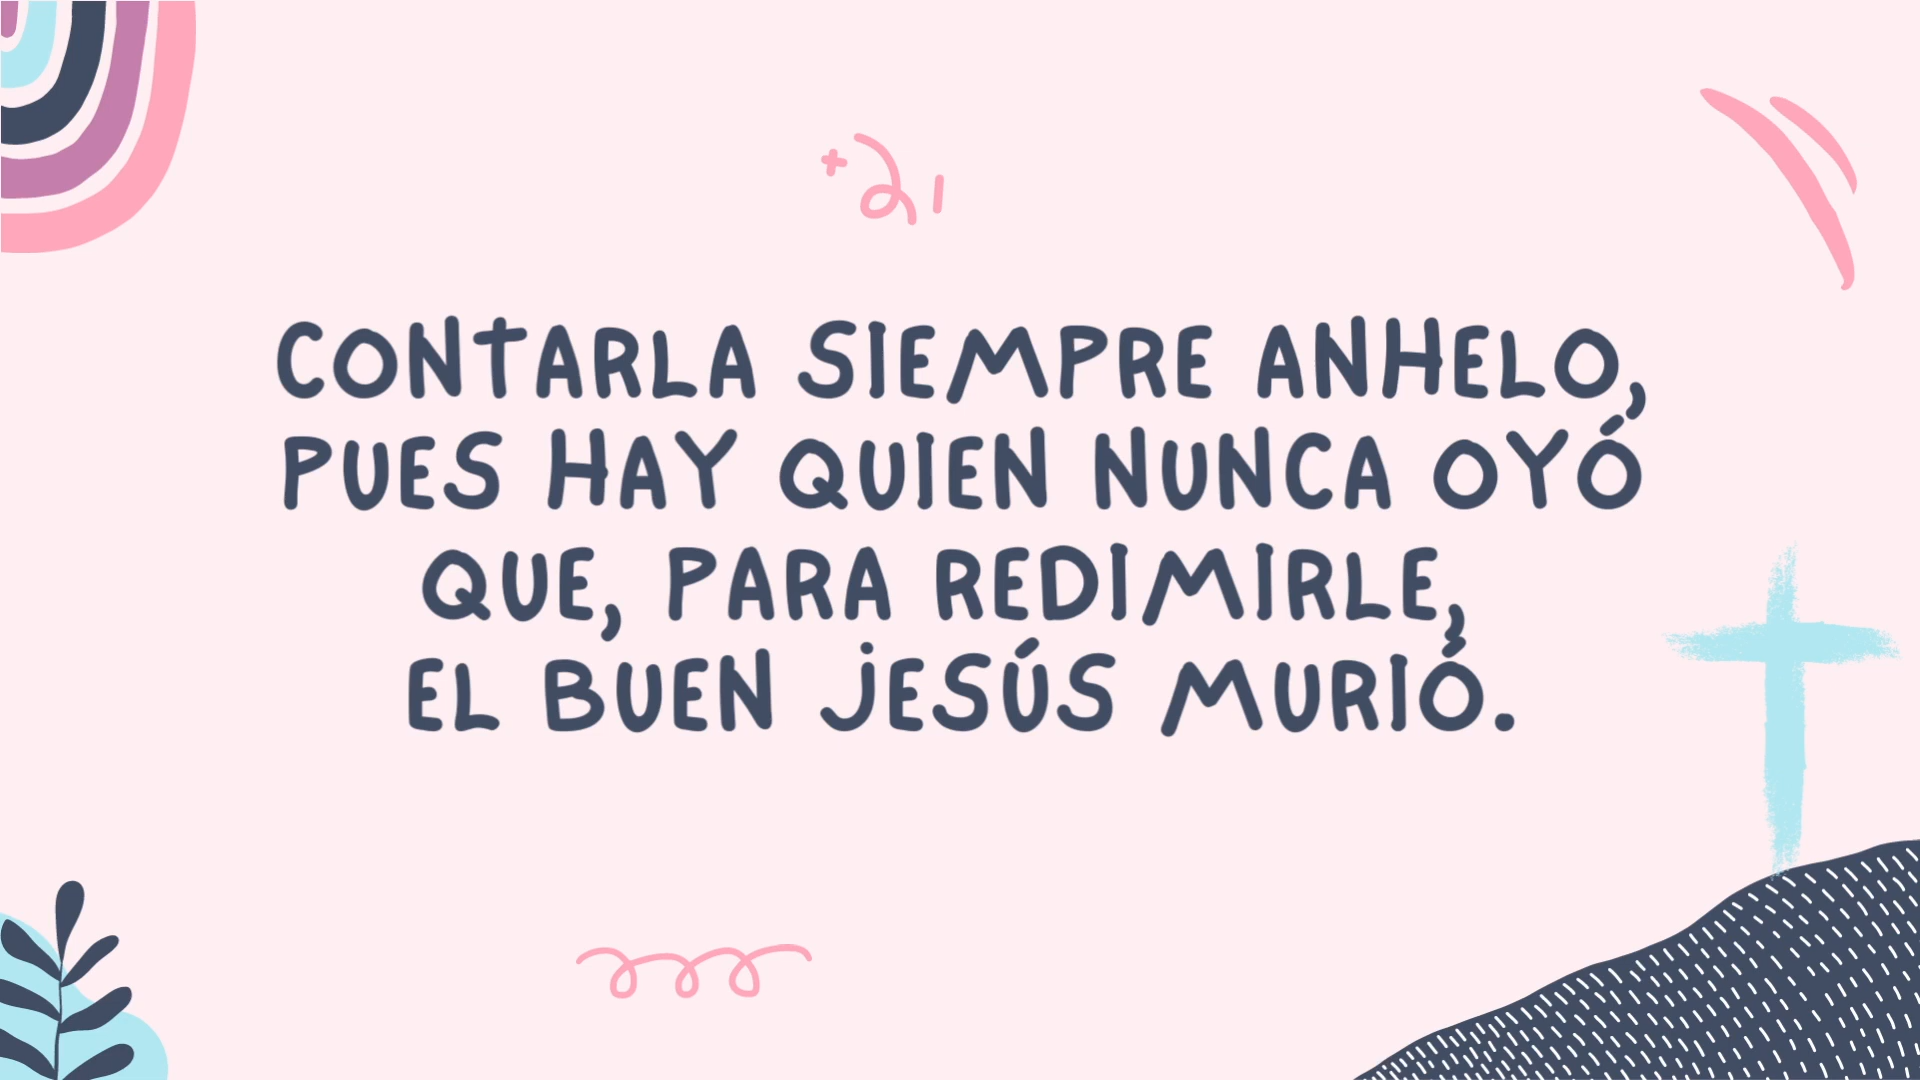 CONTARLA SIEMPRE ANHELO,
PUES HAY QUIEN NUNCA OYÓ
QUE, PARA REDIMIRLE,
EL BUEN JESÚS MURIÓ.